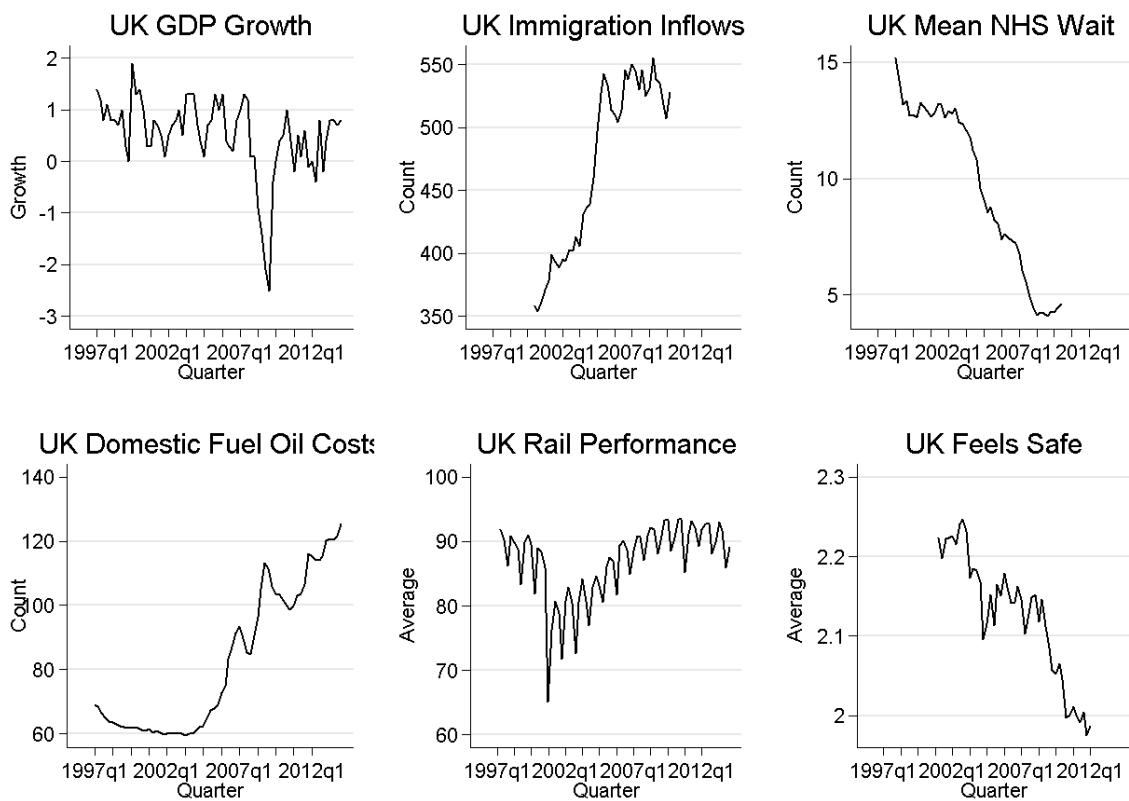 UK GDP Growth
2
1
0
-1
-2
-3
Growth
1997q1 2002q1 2007q1 2012q1
Quarter
UK Immigration Inflows
550
500
450
400
350
Count
1997q1 2002q1 2007q1 2012q1
Quarter
UK Mean NHS Wait
15
10
5
Count
1997q1 2002q1 2007q1 2012q1
Quarter
UK Domestic Fuel Oil Costs
140
120
100
80
60
Count
1997q1 2002q1 2007q1 2012q1
Quarter
UK Rail Performance
100
90
80
70
60
Average
1997q1 2002q1 2007q1 2012q1
Quarter
UK Feels Safe
2.3
2.2
2.1
2
Average
1997q1 2002q1 2007q1 2012q1
Quarter